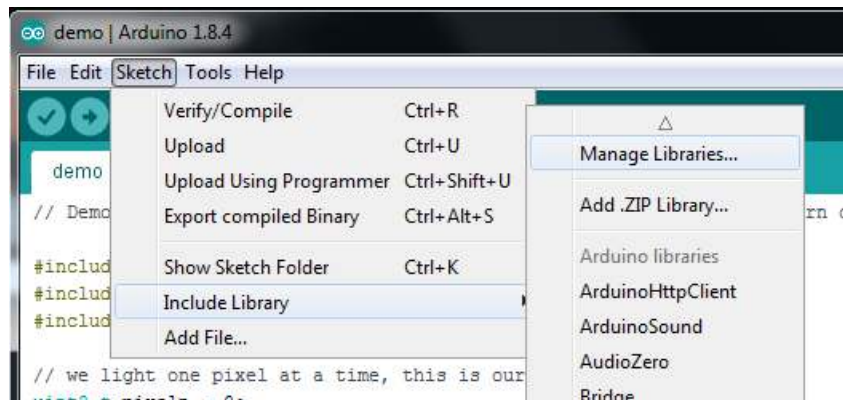 demo | Arduino 1.8.4
File Edit Sketch Tools Help
Verify/Compile Ctrl+R
Upload Ctrl+U
Upload Using Programmer Ctrl+Shift+U
Export compiled Binary Ctrl+Alt+S
Show Sketch Folder Ctrl+K
Include Library
Add File...
Manage Libraries...
Add .ZIP Library...
Arduino libraries
ArduinoHttpClient
ArduinoSound
AudioZero
Bridge
demo
// Demo
#includ
#includ
#includ
// we light one pixel at a time, this is our